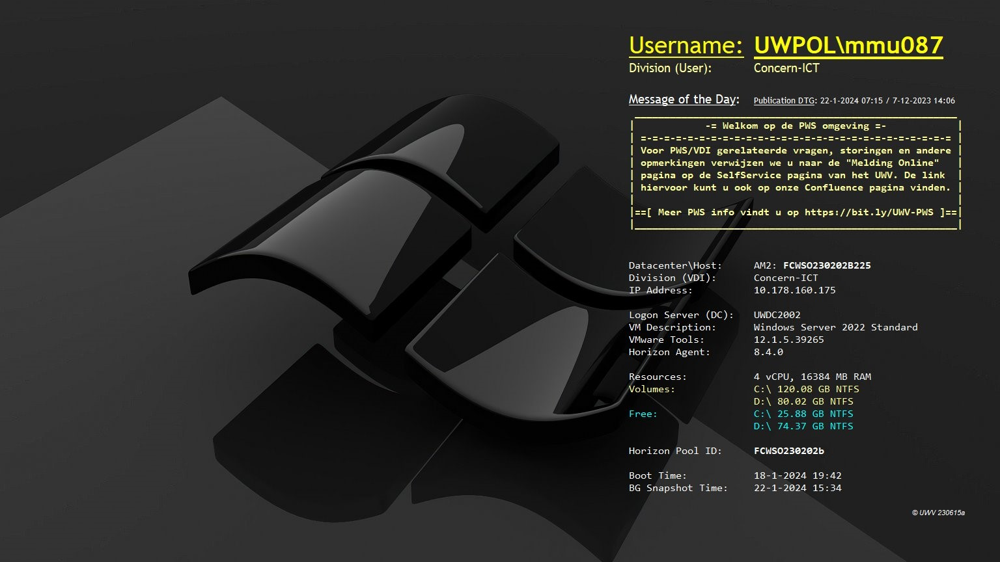 Username: UWPOL\mmu087
Division (User): Concern-ICT
Message of the Day: Publication DTG: 22-1-2024 07:15 / 7-12-2023 14:06
-= Welkom op de PWS omgeving =-
=-=-=-=-=-=-=-=-=-=-=-=-=-=-=-=-=-=-=-=-=-=-=-=-=-=-=
Voor PWS/VDI gerelateerde vragen, storingen en andere
opmerkingen verwijzen we u naar de "Melding Online"
pagina op de SelfService pagina van het UWV. De link
hiervoor kunt u ook op onze Confluence pagina vinden.
|==[ Meer PWS info vindt u op https://bit.ly/UWV-PWS ]==|
Datacenter\Host: AM2: FCWSO230202B225
Division (VDI): Concern-ICT
IP Address: 10.178.160.175
Logon Server (DC): UWDC2002
VM Description: Windows Server 2022 Standard
VMware Tools: 12.1.5.39265
Horizon Agent: 8.4.0
Resources: 4 vCPU, 16384 MB RAM
Volumes: C:\ 120.08 GB NTFS
D:\ 80.02 GB NTFS
Free: C:\ 25.88 GB NTFS
D:\ 74.37 GB NTFS
Horizon Pool ID: FCWSO230202b
Boot Time: 18-1-2024 19:42
BG Snapshot Time: 22-1-2024 15:34
© UWV 230615a